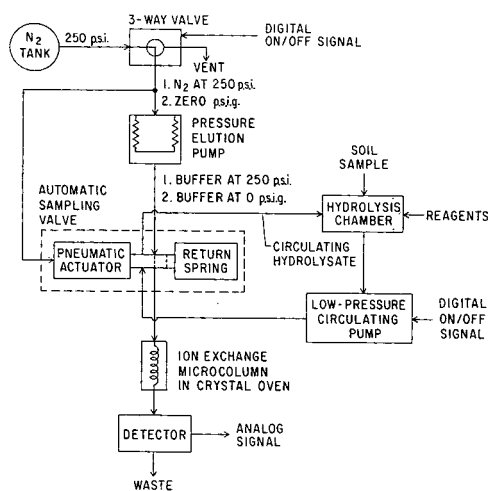 N2
TANK
250 p.s.i.
3-WAY VALVE
DIGITAL
ON/OFF SIGNAL
VENT
1. N2 AT 250 p.s.i.
2. ZERO p.s.i.g.
PRESSURE
ELUTION
PUMP
SOIL
SAMPLE
1. BUFFER AT 250 p.s.i.
2. BUFFER AT 0 p.s.i.g.
AUTOMATIC
SAMPLING
VALVE
HYDROLYSIS
CHAMBER
REAGENTS
PNEUMATIC
ACTUATOR
RETURN
SPRING
CIRCULATING
HYDROLYSATE
LOW-PRESSURE
CIRCULATING
PUMP
DIGITAL
ON/OFF
SIGNAL
ION EXCHANGE
MICROCOLUMN
IN CRYSTAL OVEN
DETECTOR
ANALOG
SIGNAL
WASTE